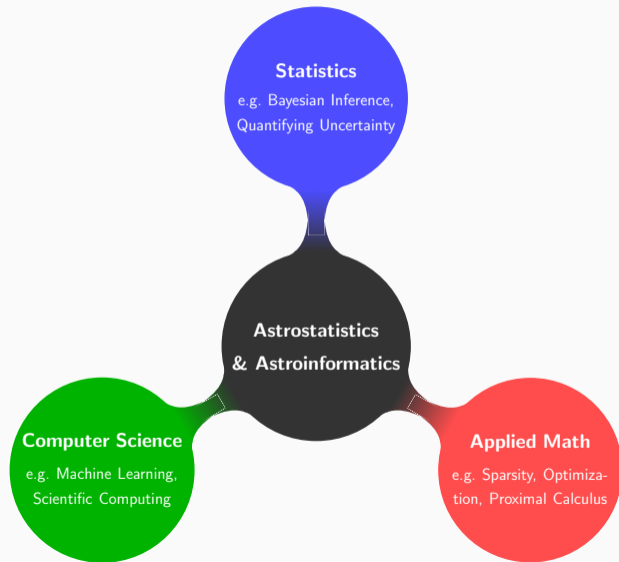 Statistics
e.g. Bayesian Inference,
Quantifying Uncertainty
Astrostatistics
& Astroinformatics
Computer Science
e.g. Machine Learning,
Scientific Computing
Applied Math
e.g. Sparsity, Optimiza-
tion, Proximal Calculus